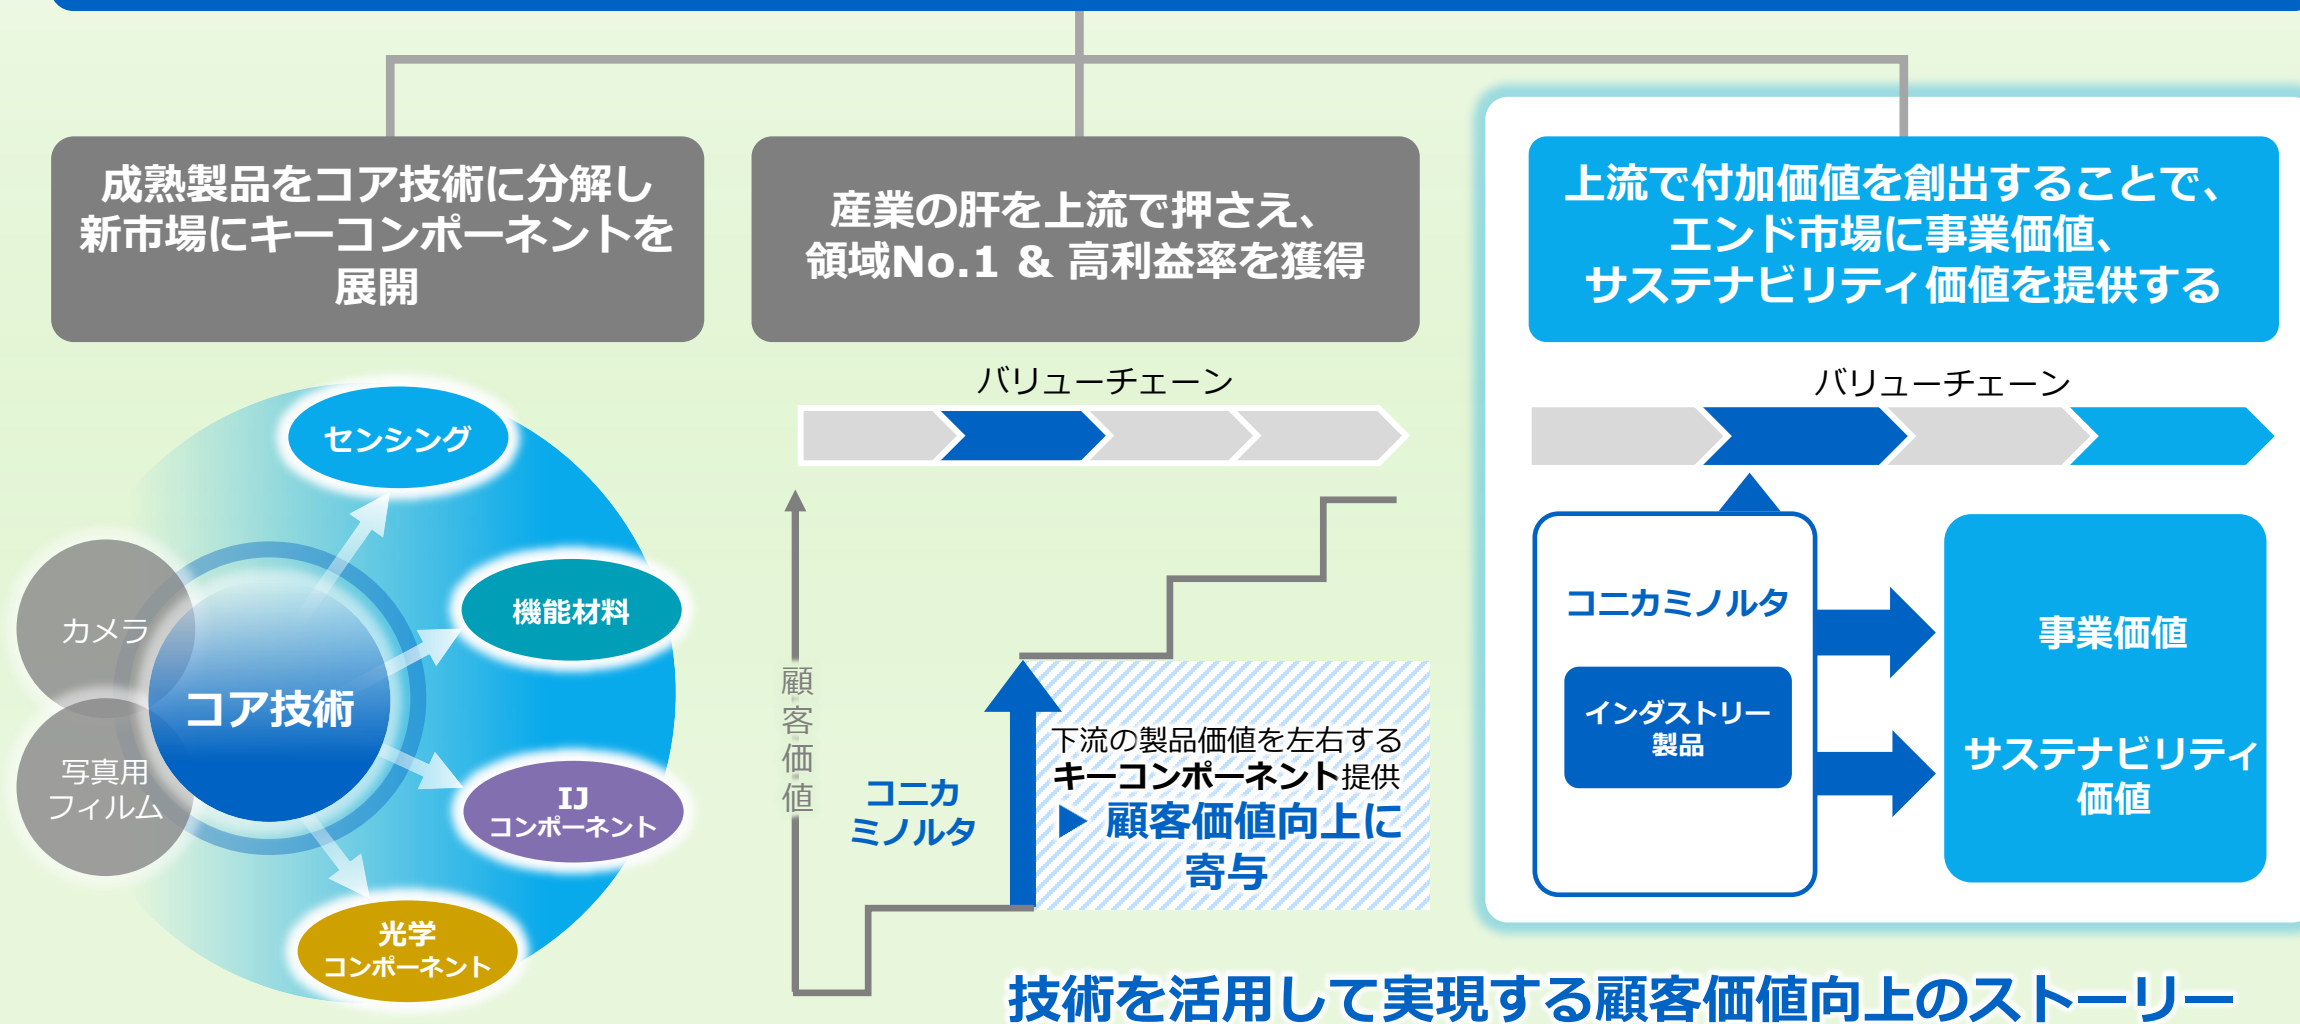 成熟製品をコア技術に分解し
新市場にキーコンポーネントを
展開
産業の肝を上流で押さえ、
領域No.1 & 高利益率を獲得
上流で付加価値を創出することで、
エンド市場に事業価値、
サステナビリティ価値を提供する
センシング
機能材料
カメラ
コア技術
写真用
フィルム
IJ
コンポーネント
光学
コンポーネント
バリューチェーン
顧客価値
コニカ
ミノルタ
下流の製品価値を左右する
キーコンポーネント提供
▶ 顧客価値向上に
寄与
バリューチェーン
コニカミノルタ
インダストリー
製品
事業価値
サステナビリティ
価値
技術を活用して実現する顧客価値向上のストーリー